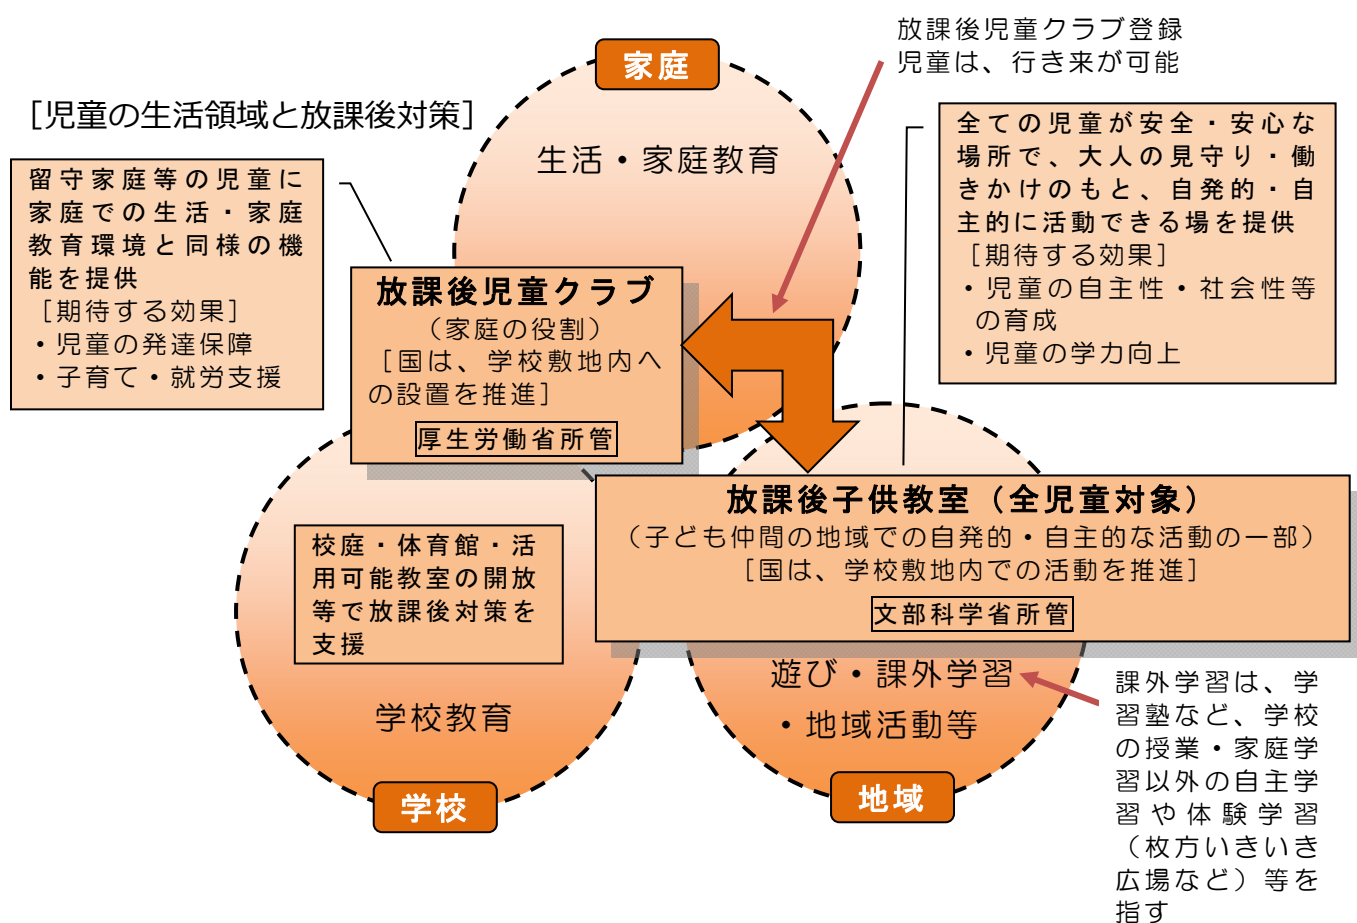 放課後児童クラブ登録
児童は、行き来が可能
家庭
［児童の生活領域と放課後対策］
生活・家庭教育
留守家庭等の児童に
家庭での生活・家庭
教育環境と同様の機
能を提供
［期待する効果］
・児童の発達保障
・子育て・就労支援
全ての児童が安全・安心な
場所で、大人の見守り・働
きかけのもと、自発的・自
主的に活動できる場を提供
［期待する効果］
・児童の自主性・社会性等
の育成
・児童の学力向上
放課後児童クラブ
（家庭の役割）
［国は、学校敷地内へ
の設置を推進］
厚生労働省所管
放課後子供教室（全児童対象）
（子ども仲間の地域での自発的・自主的な活動の一部）
［国は、学校敷地内での活動を推進］
文部科学省所管
校庭・体育館・活
用可能教室の開放
等で放課後対策を
支援
学校教育
学校
遊び・課外学習
・地域活動等
地域
課外学習は、学
習塾など、学校
の授業・家庭学
習以外の自主学
習や体験学習
（枚方いきいき
広場など）等を
指す